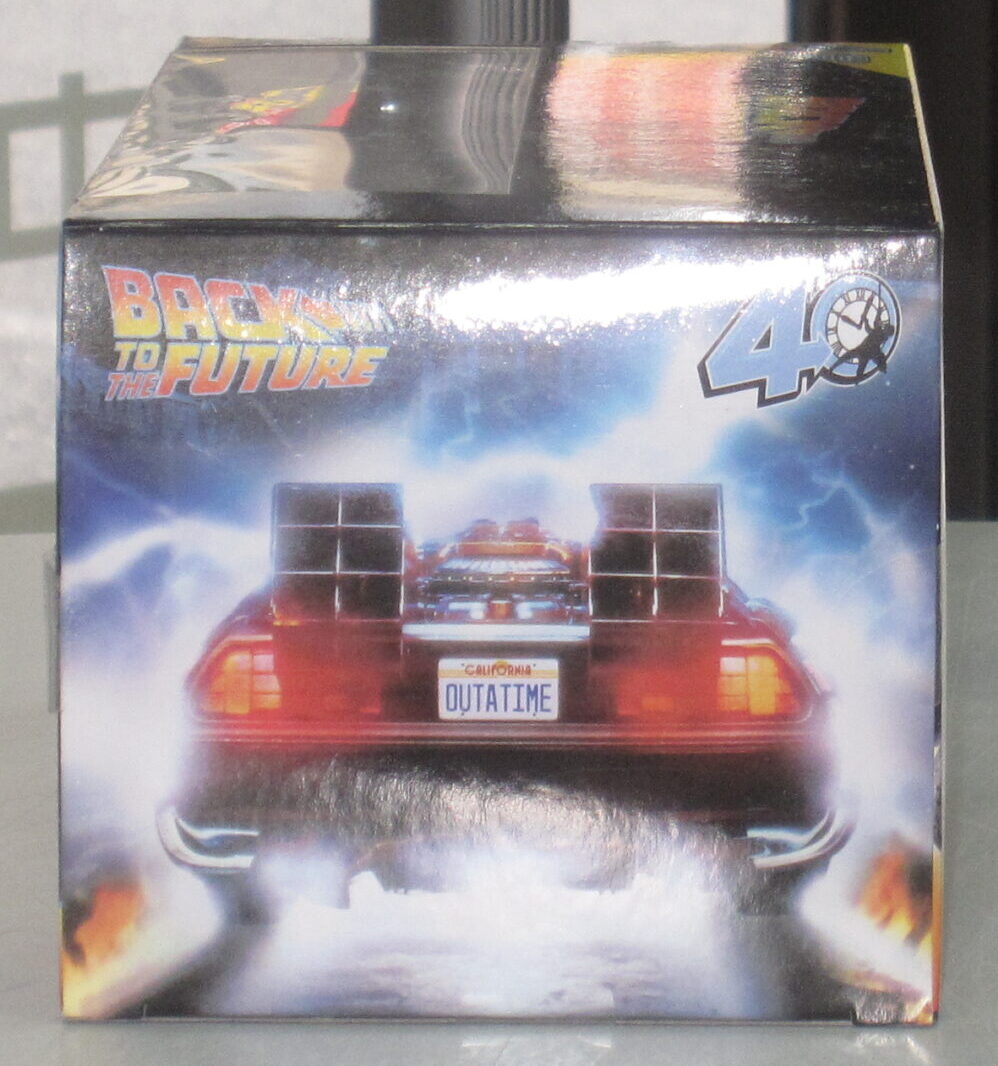 BACK
TO
THE FUTURE
40
CALIFORNIA
OUTATIME